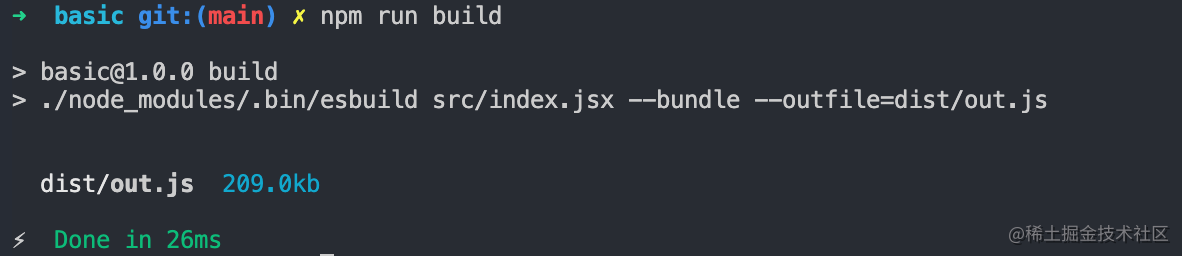 ➜  basic git:(main) ✗ npm run build
> basic@1.0.0 build
> ./node_modules/.bin/esbuild src/index.jsx --bundle --outfile=dist/out.js
dist/out.js  209.0kb
⚡ Done in 26ms
@稀土掘金技术社区